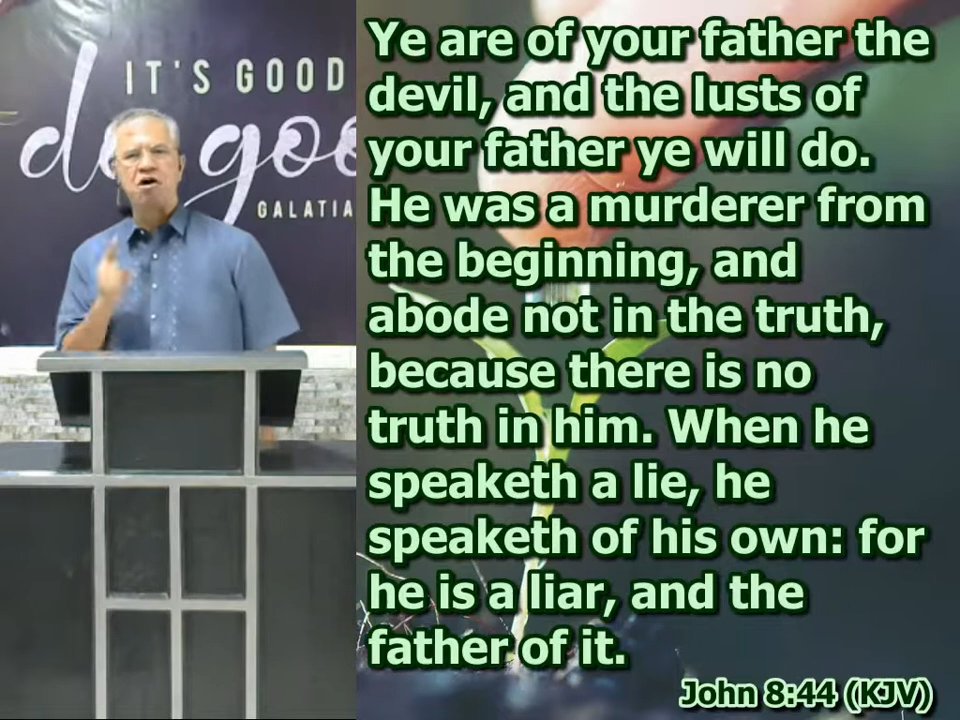 IT'S GOOD
do goo
GALATIA
Ye are of your father the
devil, and the lusts of
your father ye will do.
He was a murderer from
the beginning, and
abode not in the truth,
because there is no
truth in him. When he
speaketh a lie, he
speaketh of his own: for
he is a liar, and the
father of it.
John 8:44 (KJV)